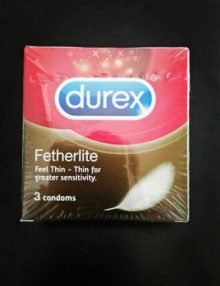 durex
Fetherlite
Feel Thin - Thin for
greater sensitivity.
3 condoms